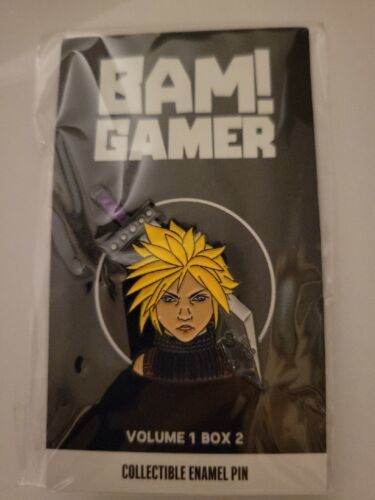 BAM!
GAMER
VOLUME 1 BOX 2
COLLECTIBLE ENAMEL PIN